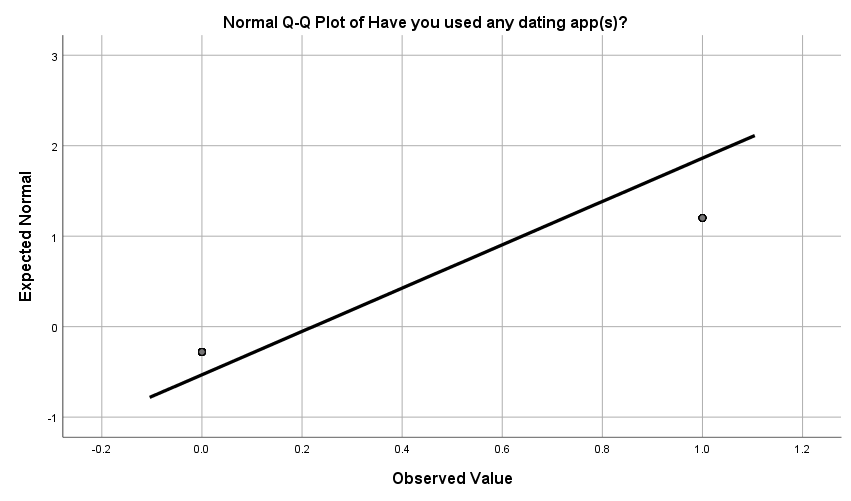 Normal Q-Q Plot of Have you used any dating app(s)?
3
2
1
0
-1
Expected Normal
-0.2 0.0 0.2 0.4 0.6 0.8 1.0 1.2
Observed Value